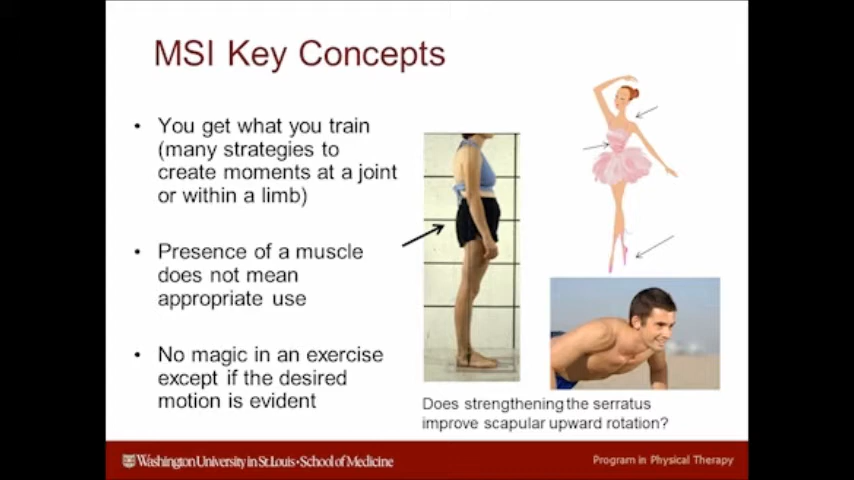 MSI Key Concepts
• You get what you train
(many strategies to
create moments at a joint
or within a limb)
• Presence of a muscle
does not mean
appropriate use
• No magic in an exercise
except if the desired
motion is evident
Does strengthening the serratus
improve scapular upward rotation?
Washington University in St. Louis • School of Medicine
Program in Physical Therapy